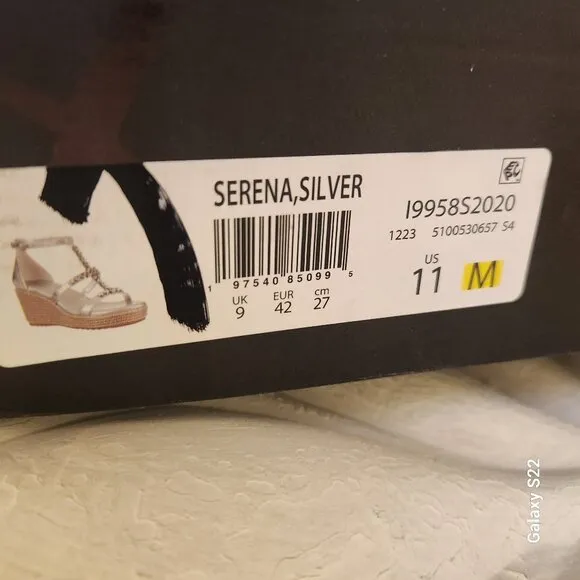 SERENA,SILVER
I9958S2020
1223 5100530657 S4
1 97540 85099 5
UK EUR cm
9 42 27
US
11 M
Galaxy S22